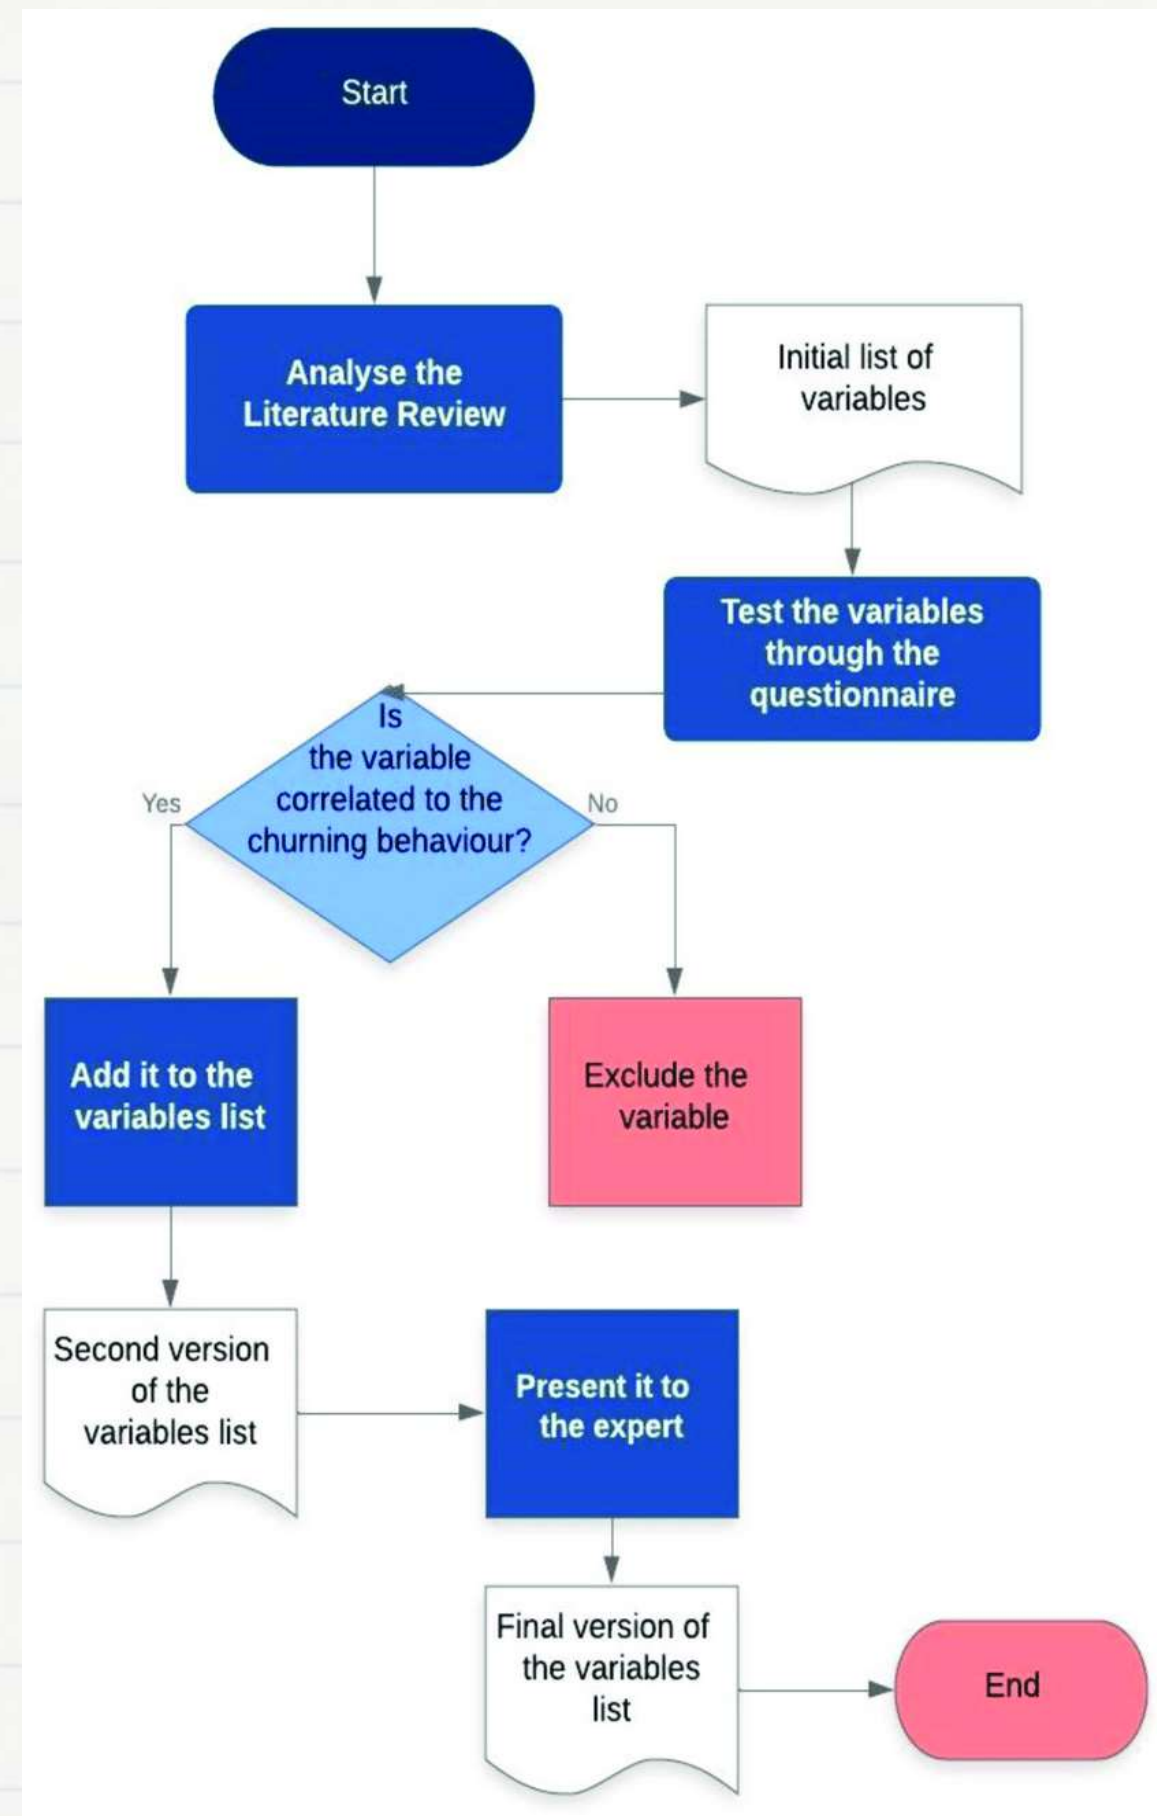 Start
Analyse the
Literature Review
Initial list of
variables
Test the variables
through the
questionnaire
Is
the variable
correlated to the
churning behaviour?
Yes
No
Add it to the
variables list
Exclude the
variable
Second version
of the
variables list
Present it to
the expert
Final version of
the variables
list
End